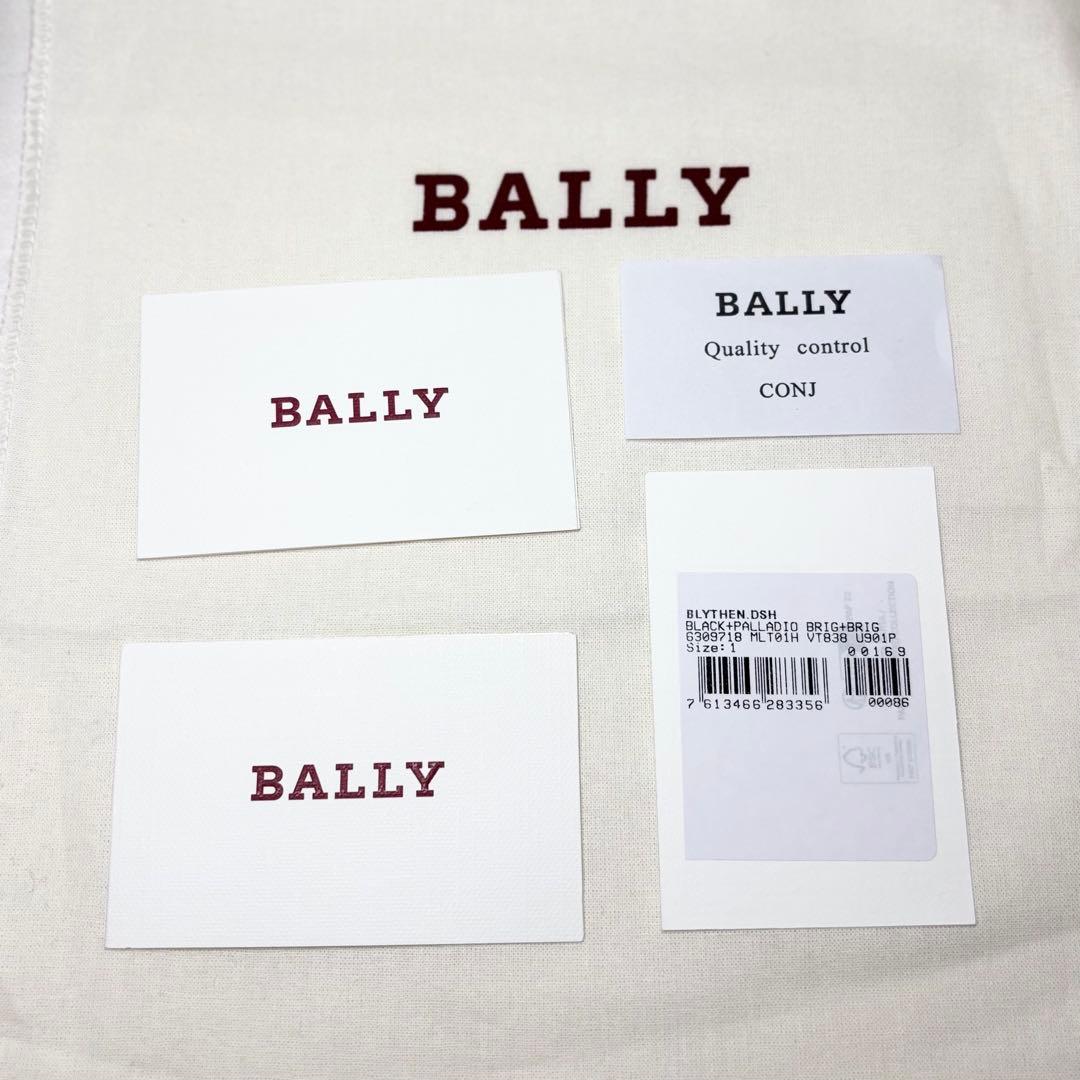 BALLY
BALLY
BALLY
Quality control
CONJ
BLYTHEN.DSH
BLACK+PALLADIO BRIG+BRIG
6309718 MLT01H VT838 U901P
Size: 1
00169
7 613466 283356
00086
BALLY